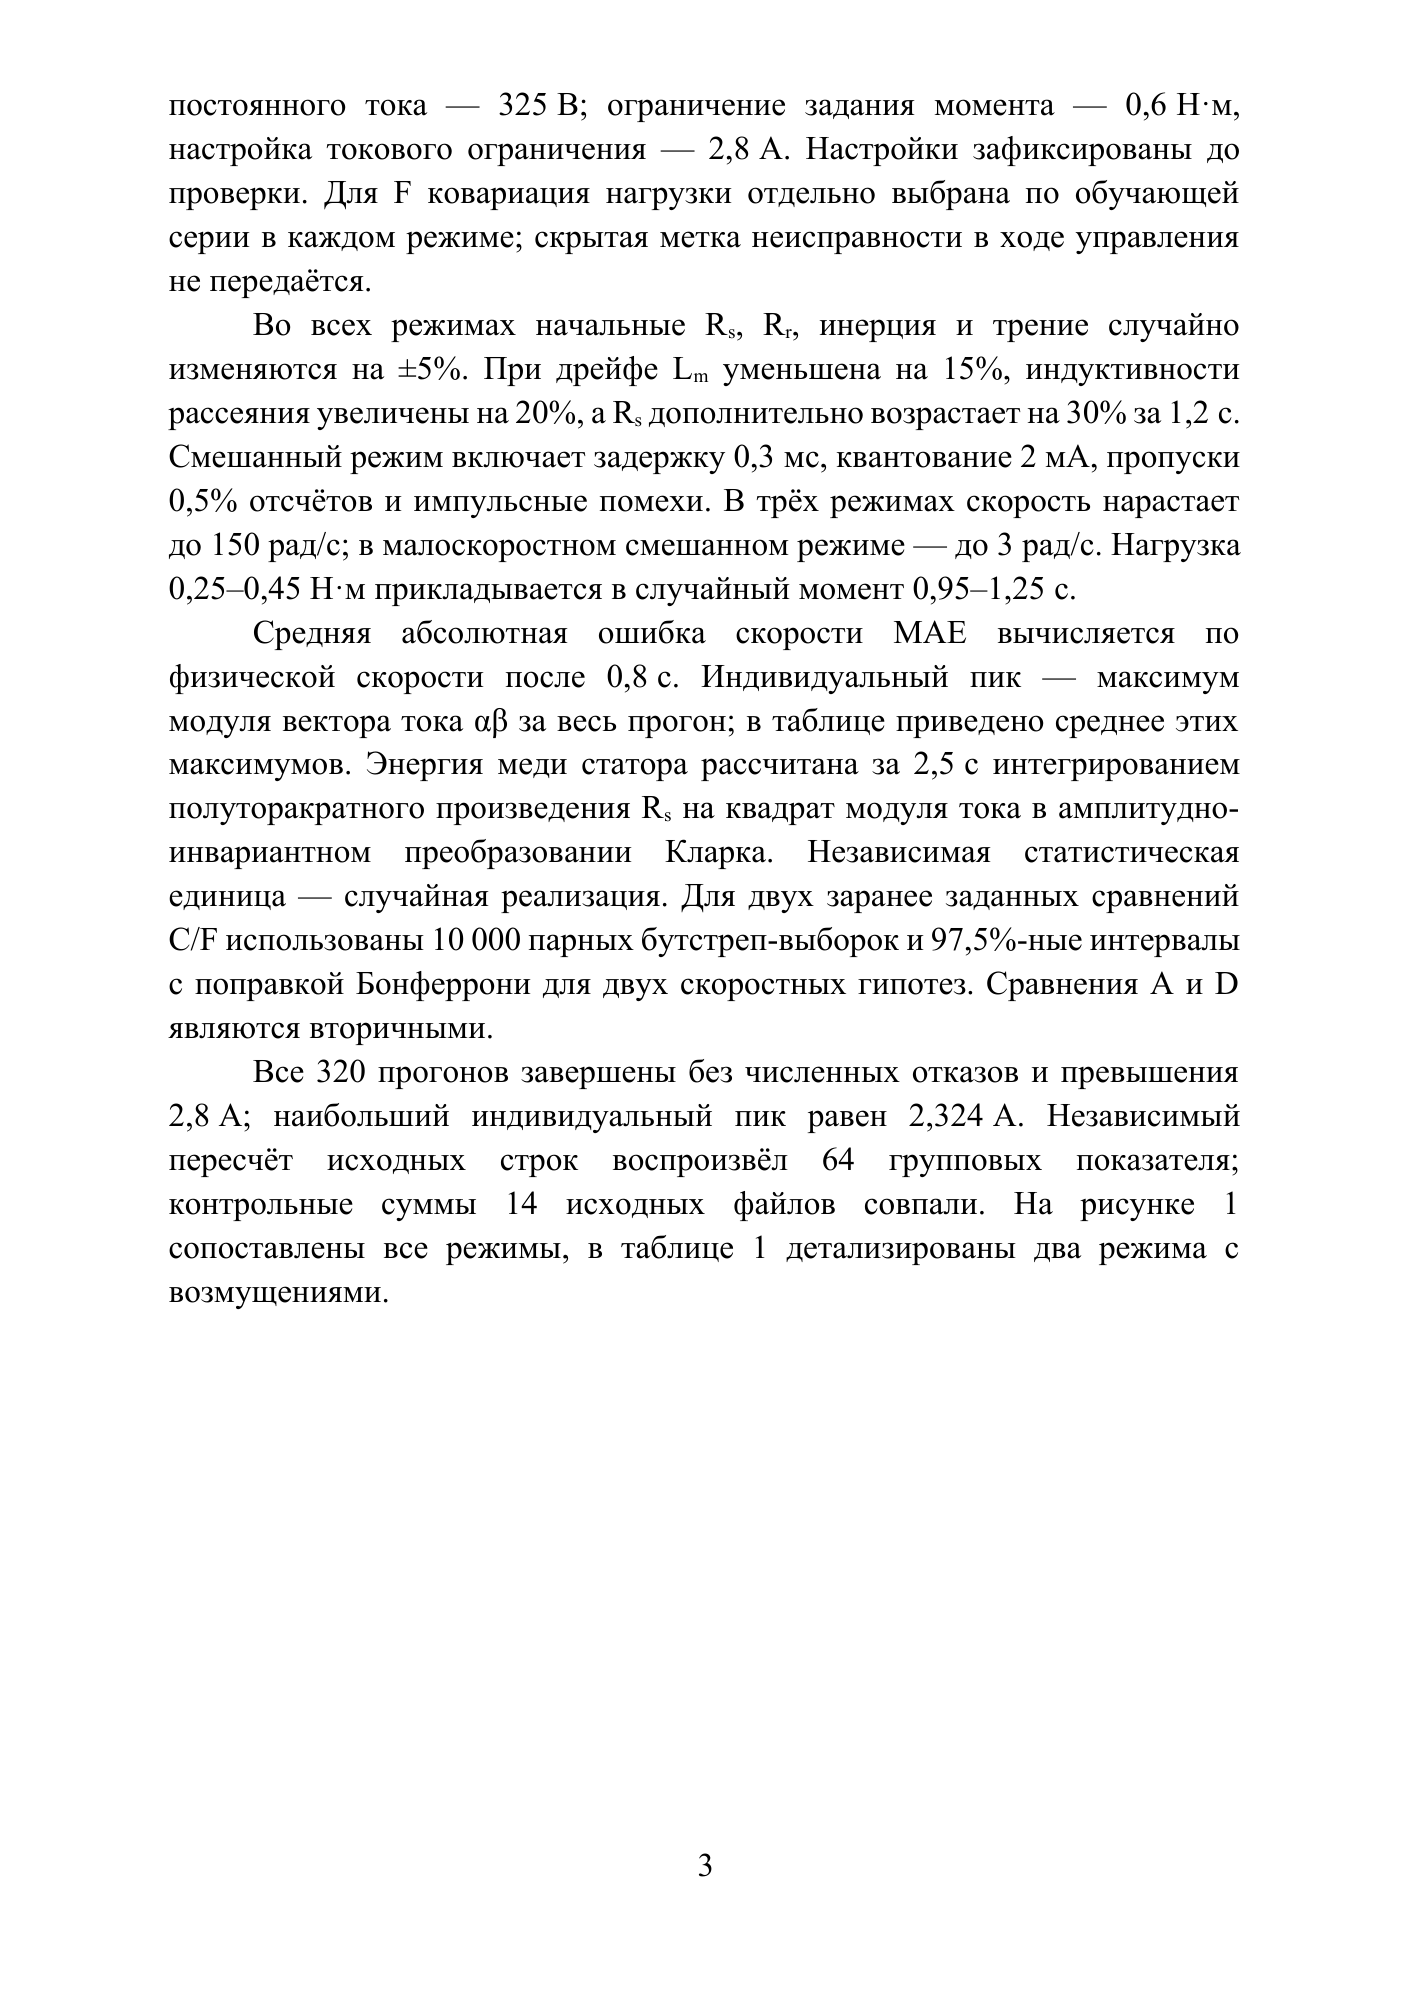 постоянного тока — 325 В; ограничение задания момента — 0,6 Н·м,
настройка токового ограничения — 2,8 А. Настройки зафиксированы до
проверки. Для F ковариация нагрузки отдельно выбрана по обучающей
серии в каждом режиме; скрытая метка неисправности в ходе управления
не передаётся.
Во всех режимах начальные Rₛ, Rᵣ, инерция и трение случайно
изменяются на ±5%. При дрейфе Lₘ уменьшена на 15%, индуктивности
рассеяния увеличены на 20%, а Rₛ дополнительно возрастает на 30% за 1,2 с.
Смешанный режим включает задержку 0,3 мс, квантование 2 мА, пропуски
0,5% отсчётов и импульсные помехи. В трёх режимах скорость нарастает
до 150 рад/с; в малоскоростном смешанном режиме — до 3 рад/с. Нагрузка
0,25–0,45 Н·м прикладывается в случайный момент 0,95–1,25 с.
Средняя абсолютная ошибка скорости MAE вычисляется по
физической скорости после 0,8 с. Индивидуальный пик — максимум
модуля вектора тока αβ за весь прогон; в таблице приведено среднее этих
максимумов. Энергия меди статора рассчитана за 2,5 с интегрированием
полуторакратного произведения Rₛ на квадрат модуля тока в амплитудно-
инвариантном преобразовании Кларка. Независимая статистическая
единица — случайная реализация. Для двух заранее заданных сравнений
C/F использованы 10 000 парных бутстреп-выборок и 97,5%-ные интервалы
с поправкой Бонферрони для двух скоростных гипотез. Сравнения A и D
являются вторичными.
Все 320 прогонов завершены без численных отказов и превышения
2,8 А; наибольший индивидуальный пик равен 2,324 А. Независимый
пересчёт исходных строк воспроизвёл 64 групповых показателя;
контрольные суммы 14 исходных файлов совпали. На рисунке 1
сопоставлены все режимы, в таблице 1 детализированы два режима с
возмущениями.
3